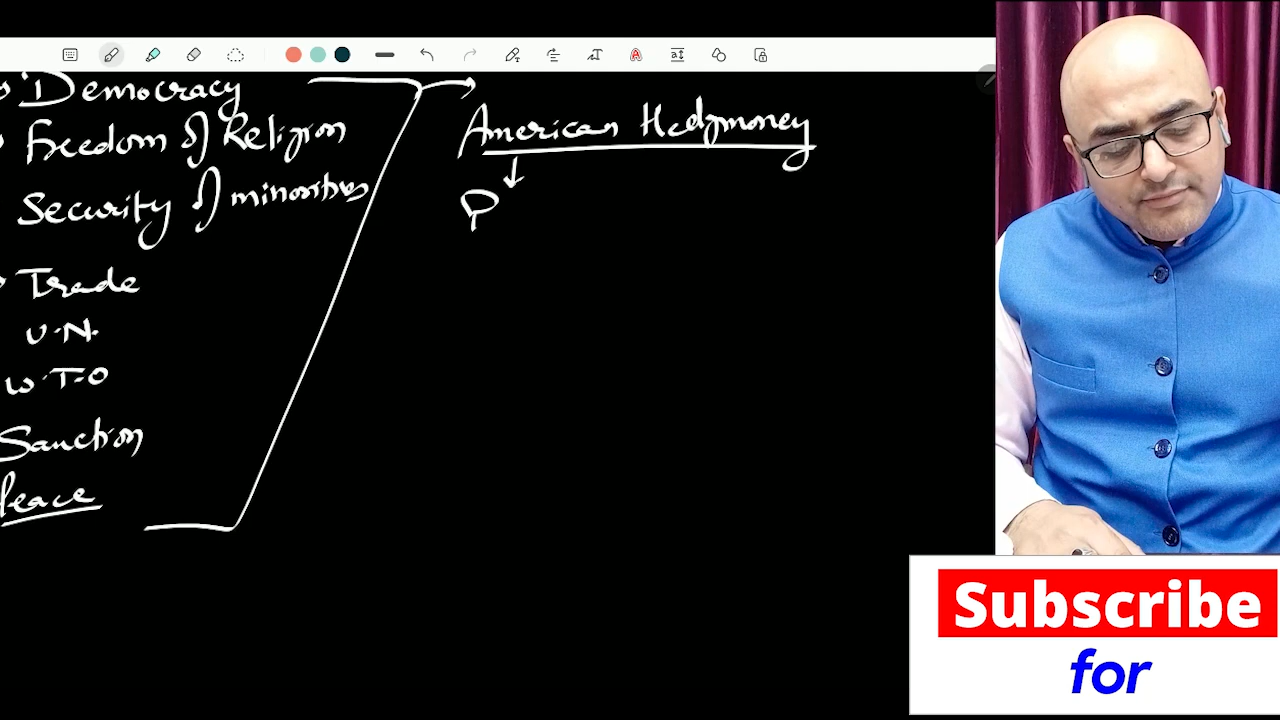 Democracy
Freedom of Religion
Security of minorities
Trade
U.N.
W.T.O
Sanction
Peace
American Hedgmoney
P
Subscribe
for